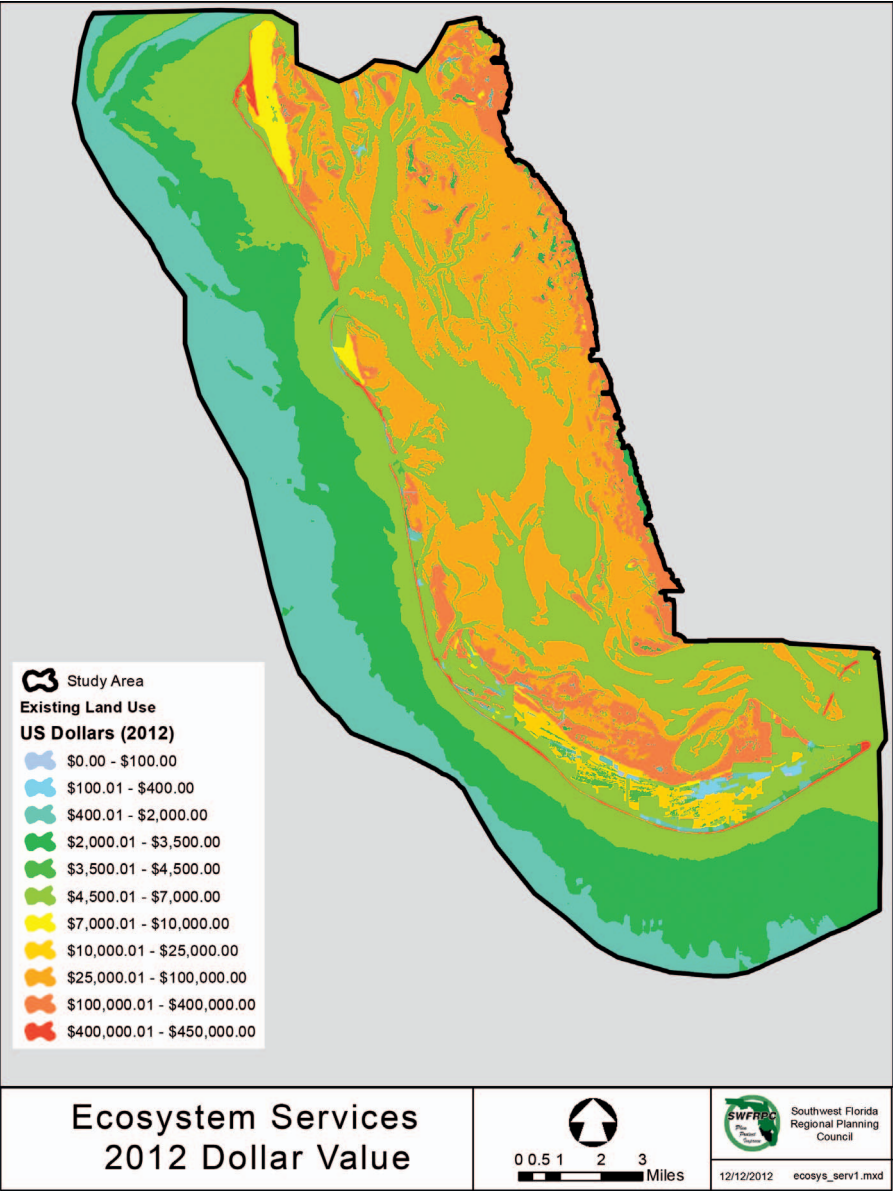 Study Area
Existing Land Use
US Dollars (2012)
$0.00 - $100.00
$100.01 - $400.00
$400.01 - $2,000.00
$2,000.01 - $3,500.00
$3,500.01 - $4,500.00
$4,500.01 - $7,000.00
$7,000.01 - $10,000.00
$10,000.01 - $25,000.00
$25,000.01 - $100,000.00
$100,000.01 - $400,000.00
$400,000.01 - $450,000.00
Ecosystem Services
2012 Dollar Value
0 0.5 1 2 3
Miles
SWFRPC
Plan
Protect
Improve
Southwest Florida
Regional Planning
Council
12/12/2012 ecosys_serv1.mxd